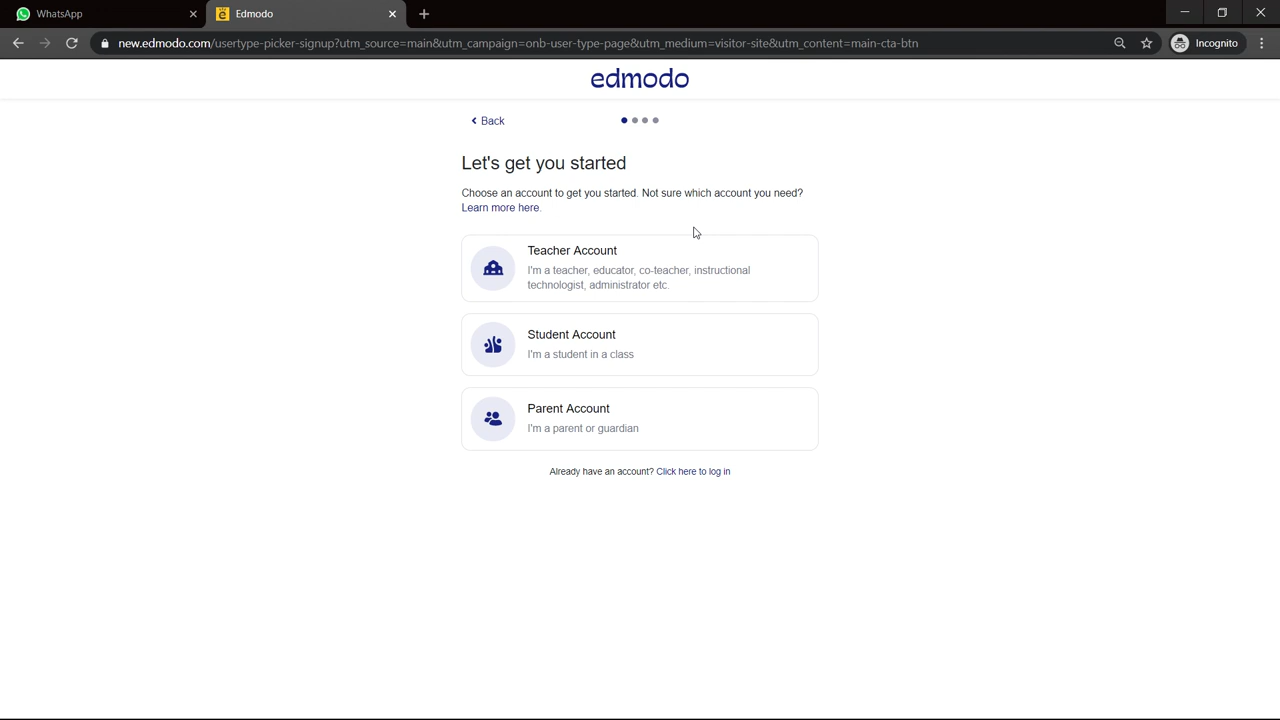 WhatsApp
Edmodo
new.edmodo.com/usertype-picker-signup?utm_source=main&utm_campaign=onb-user-type-page&utm_medium=visitor-site&utm_content=main-cta-btn
Incognito
edmodo
Back
Let's get you started
Choose an account to get you started. Not sure which account you need?
Learn more here.
Teacher Account
I'm a teacher, educator, co-teacher, instructional
technologist, administrator etc.
Student Account
I'm a student in a class
Parent Account
I'm a parent or guardian
Already have an account? Click here to log in